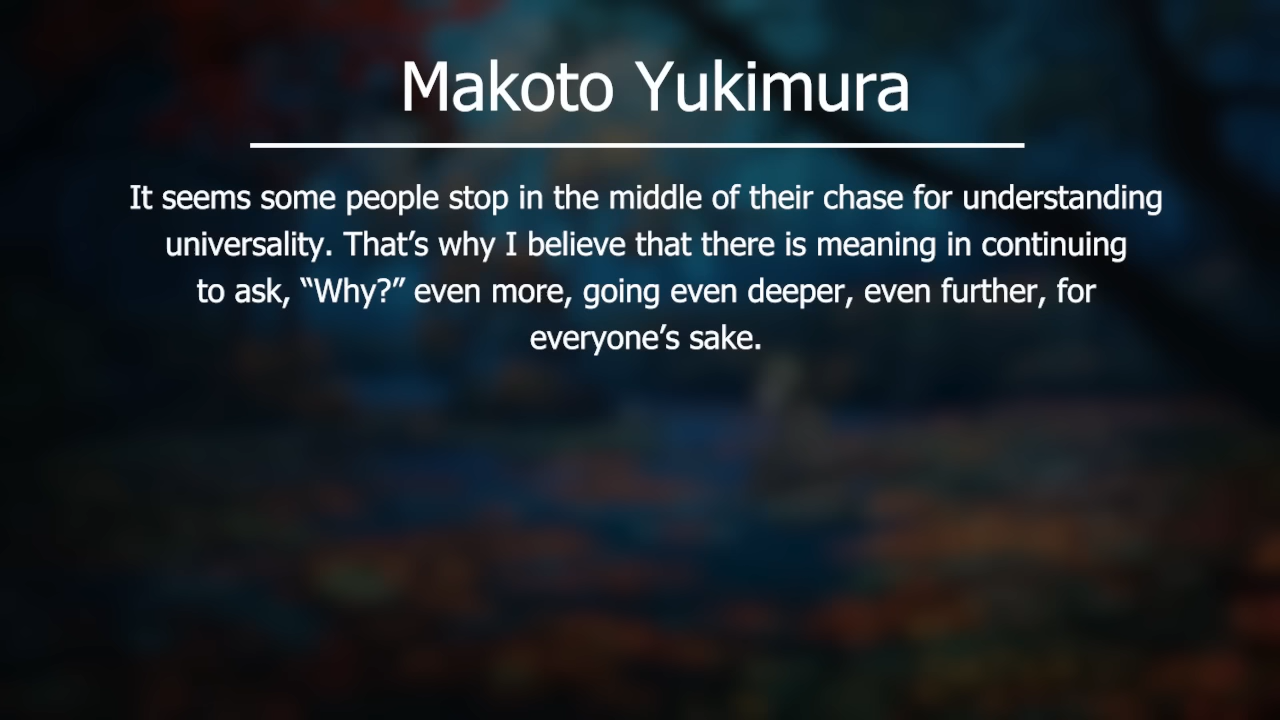 Makoto Yukimura
It seems some people stop in the middle of their chase for understanding
universality. That’s why I believe that there is meaning in continuing
to ask, “Why?” even more, going even deeper, even further, for
everyone’s sake.